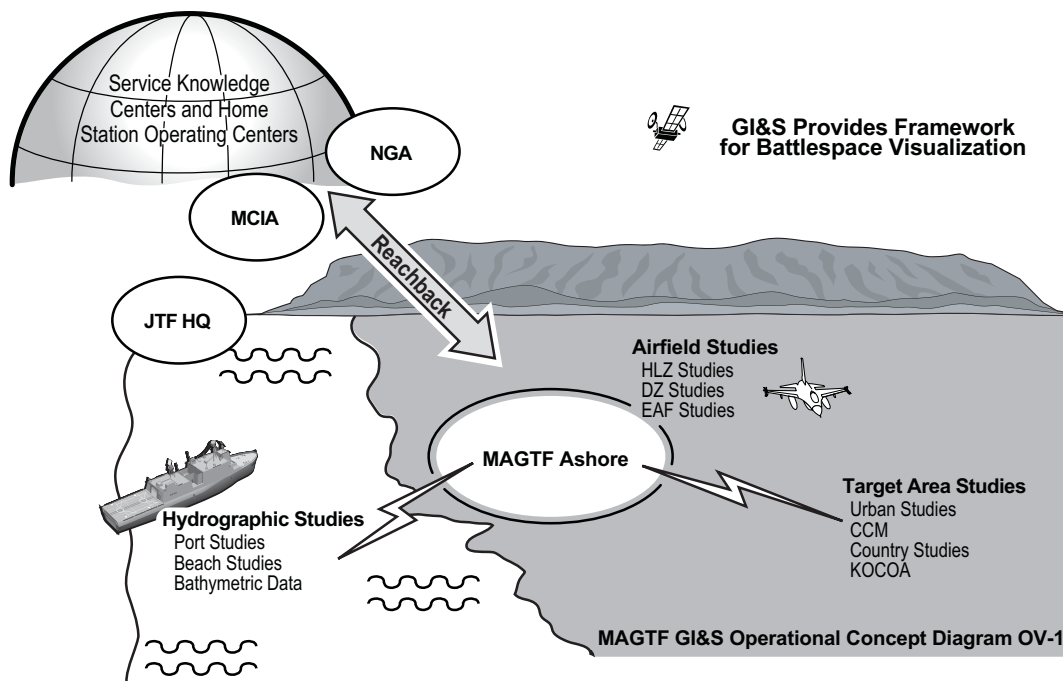 Service Knowledge
Centers and Home
Station Operating Centers
NGA
MCIA
GI&S Provides Framework
for Battlespace Visualization
Reachback
JTF HQ
Airfield Studies
HLZ Studies
DZ Studies
EAF Studies
MAGTF Ashore
Hydrographic Studies
Port Studies
Beach Studies
Bathymetric Data
Target Area Studies
Urban Studies
CCM
Country Studies
KOCOA
MAGTF GI&S Operational Concept Diagram OV-1